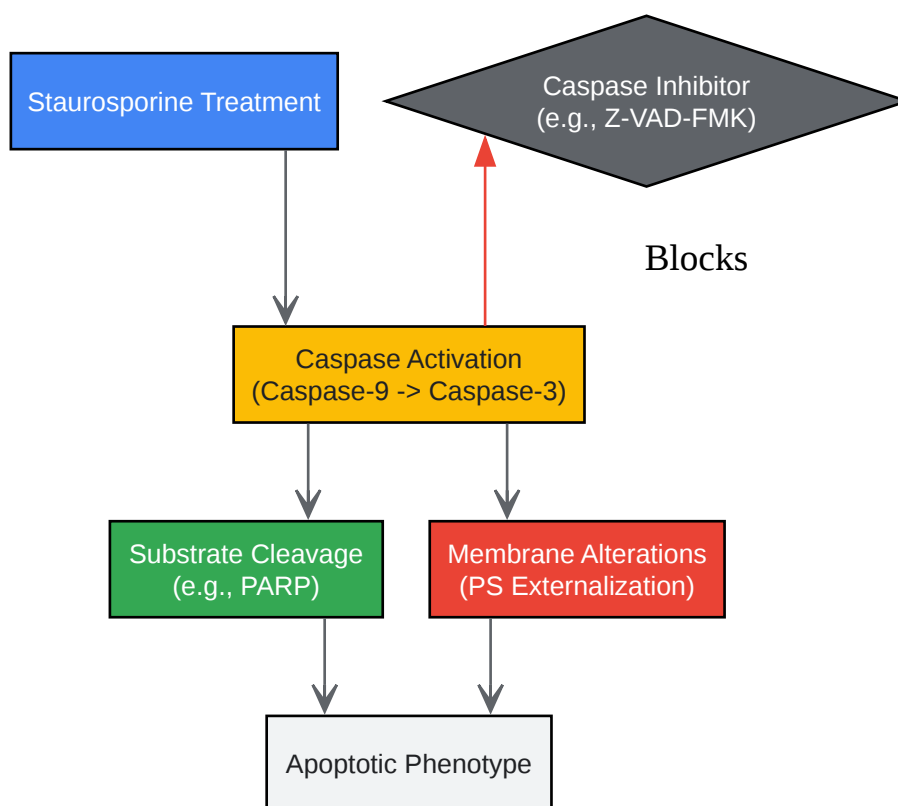 Staurosporine Treatment
Caspase Inhibitor
(e.g., Z-VAD-FMK)
Blocks
Caspase Activation
(Caspase-9 -> Caspase-3)
Substrate Cleavage
(e.g., PARP)
Membrane Alterations
(PS Externalization)
Apoptotic Phenotype